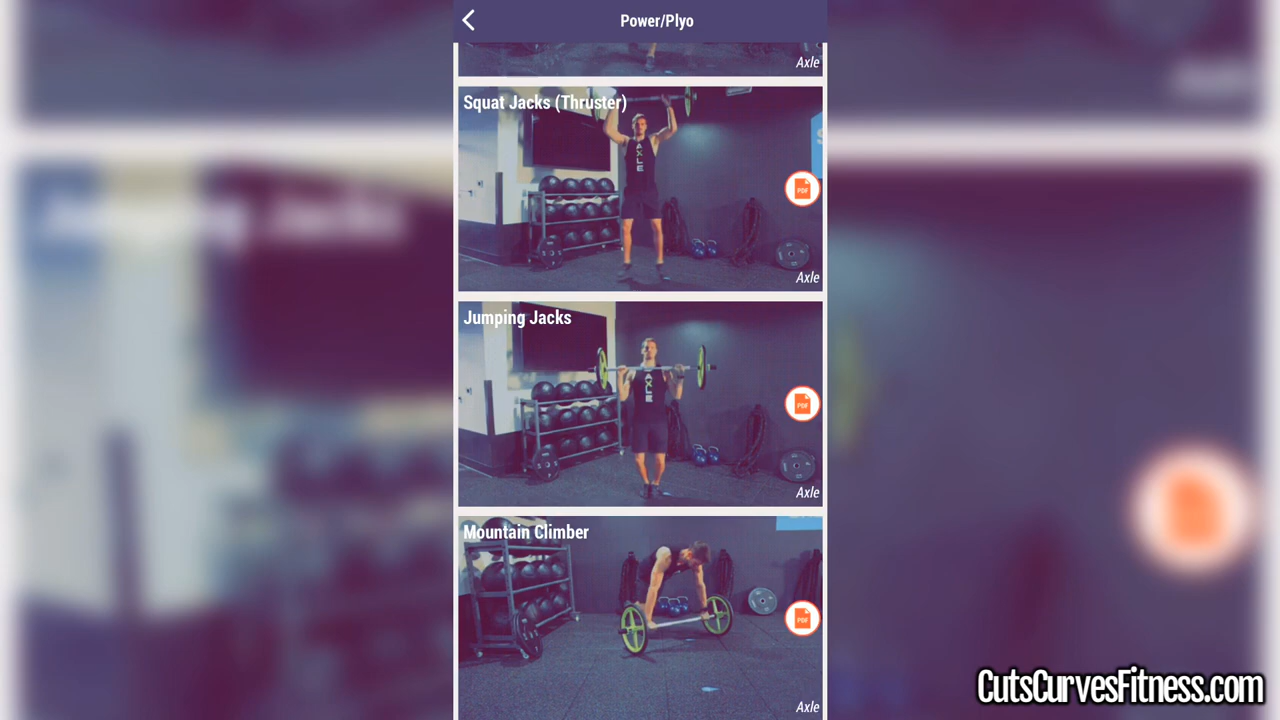 Power/Plyo
Axle
Squat Jacks (Thruster)
AXLE
PDF
Axle
Jumping Jacks
AXLE
PDF
Axle
Mountain Climber
PDF
Axle
CutsCurvesFitness.com